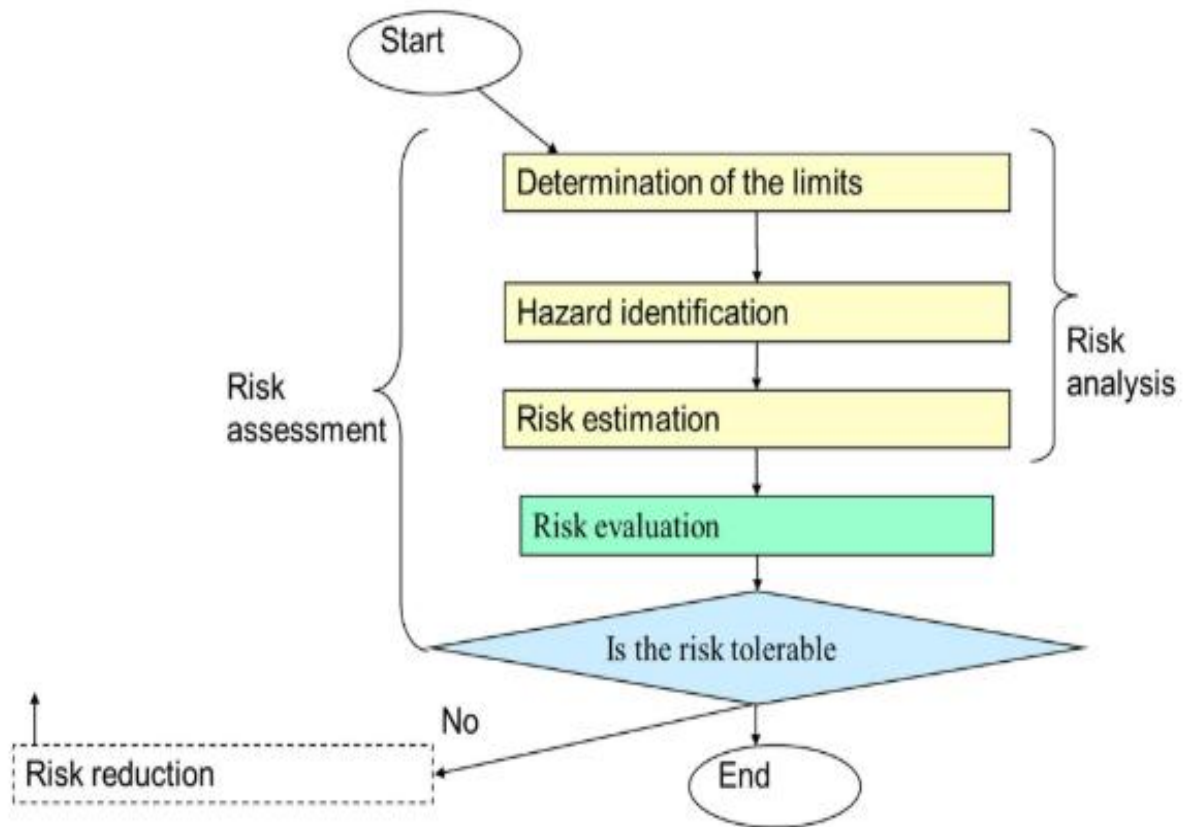 Start
Determination of the limits
Hazard identification
Risk
analysis
Risk
assessment
Risk estimation
Risk evaluation
Is the risk tolerable
No
Risk reduction
End